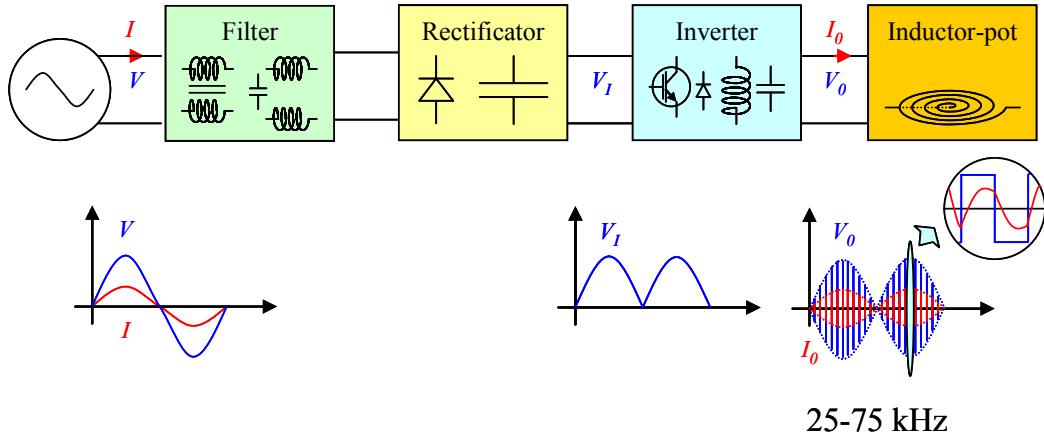 I
V
Filter
Rectificator
V_I
Inverter
I_0
V_0
Inductor-pot
V
I
V_I
V_0
I_0
25-75 kHz